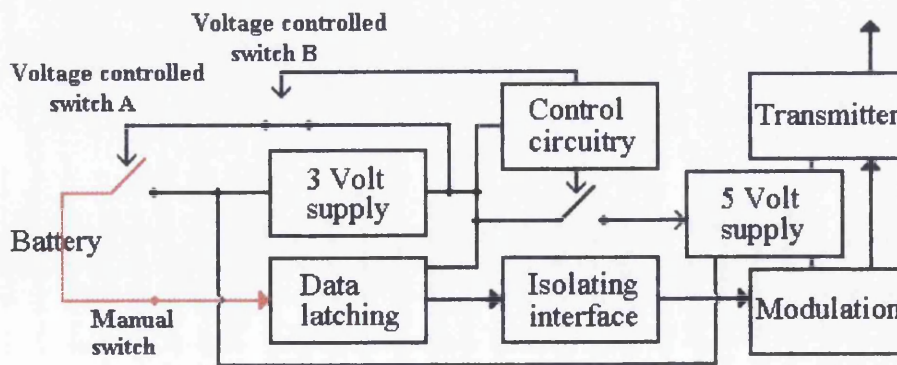 Voltage controlled
switch B
Voltage controlled
switch A
Control
circuitry
Transmitter
3 Volt
supply
5 Volt
supply
Battery
Data
latching
Isolating
interface
Modulation
Manual
switch